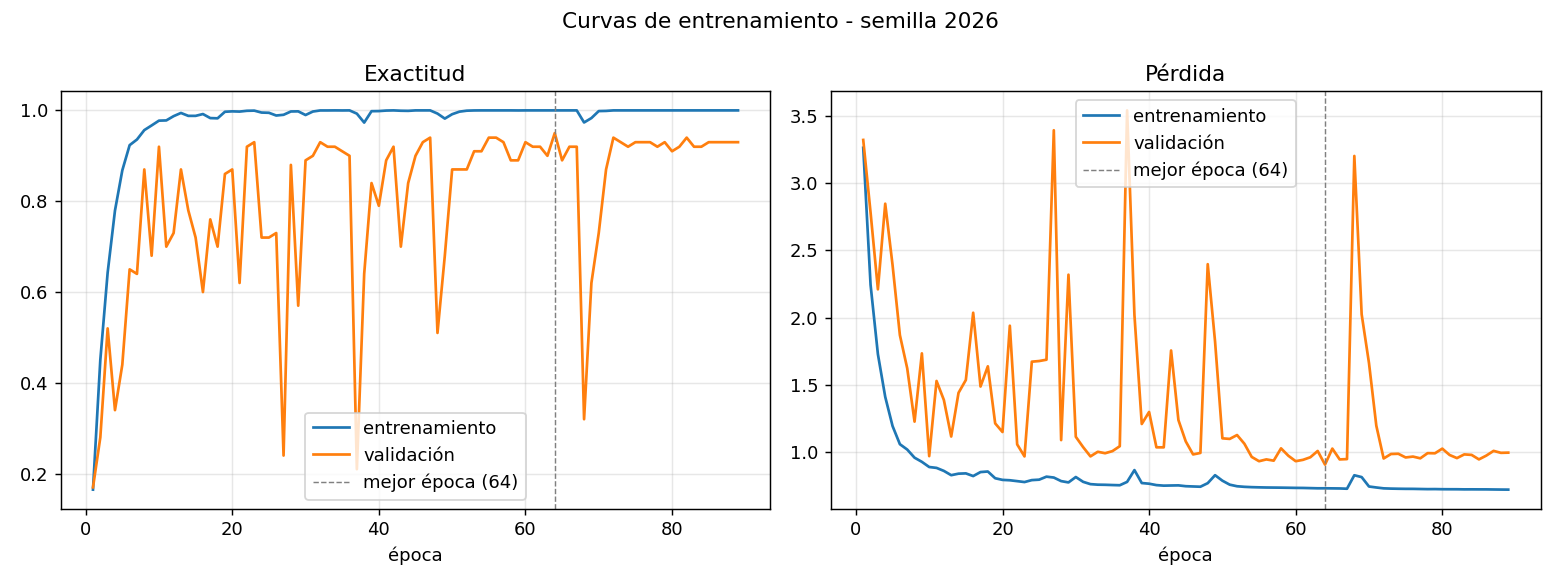 Curvas de entrenamiento - semilla 2026
Exactitud
1.0
0.8
0.6
0.4
0.2
0
20
40
60
80
época
entrenamiento
validación
mejor época (64)
Pérdida
3.5
3.0
2.5
2.0
1.5
1.0
0
20
40
60
80
época
entrenamiento
validación
mejor época (64)